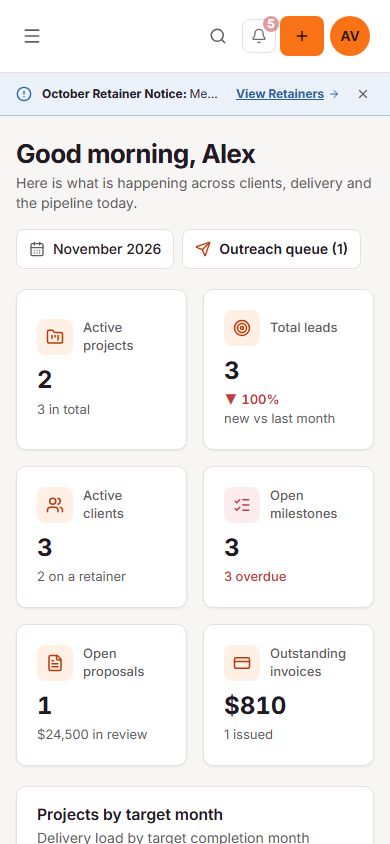 5
AV
October Retainer Notice: Me... View Retainers
Good morning, Alex
Here is what is happening across clients, delivery and
the pipeline today.
November 2026
Outreach queue (1)
Active
projects
2
3 in total
Total leads
3
▼ 100%
new vs last month
Active
clients
3
2 on a retainer
Open
milestones
3
3 overdue
Open
proposals
1
$24,500 in review
Outstanding
invoices
$810
1 issued
Projects by target month
Delivery load by target completion month